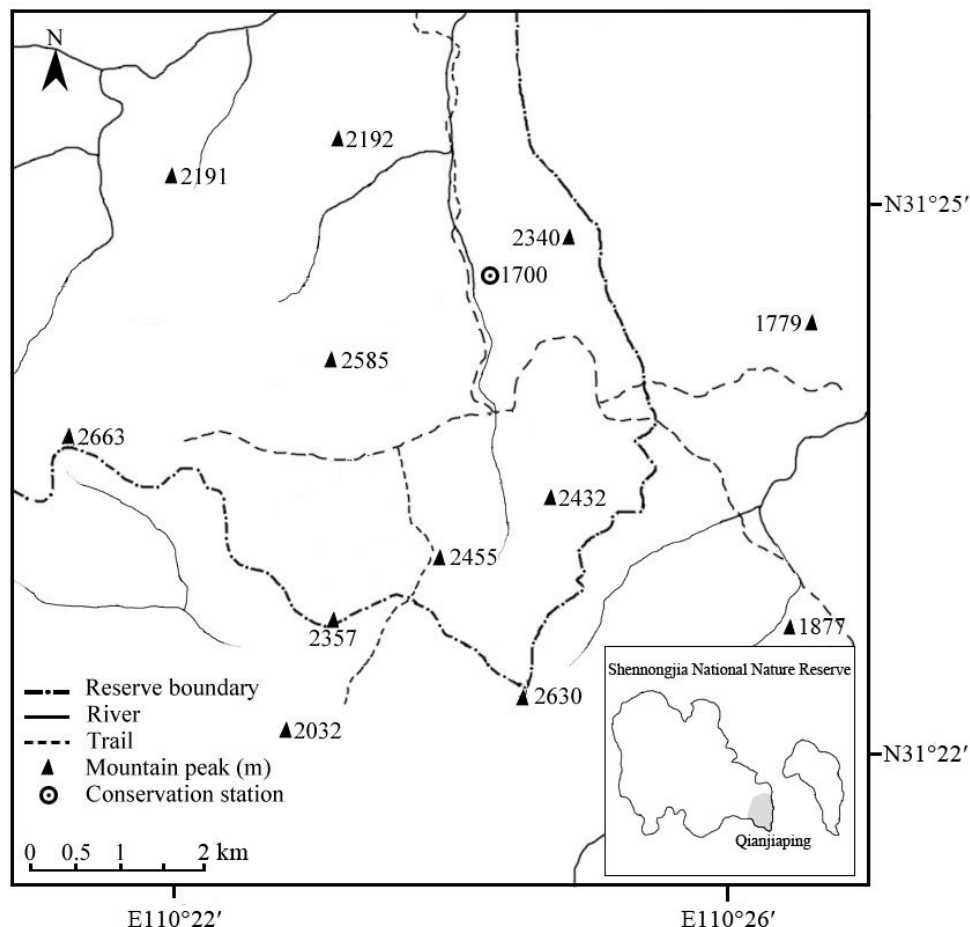 N
2192
2191
N31°25′
2340
1700
1779
2585
2663
2432
2455
2357
1877
2630
2032
Reserve boundary
River
Trail
Mountain peak (m)
Conservation station
0 0.5 1 2 km
Shennongjia National Nature Reserve
Qianjiaping
N31°22′
E110°22′
E110°26′